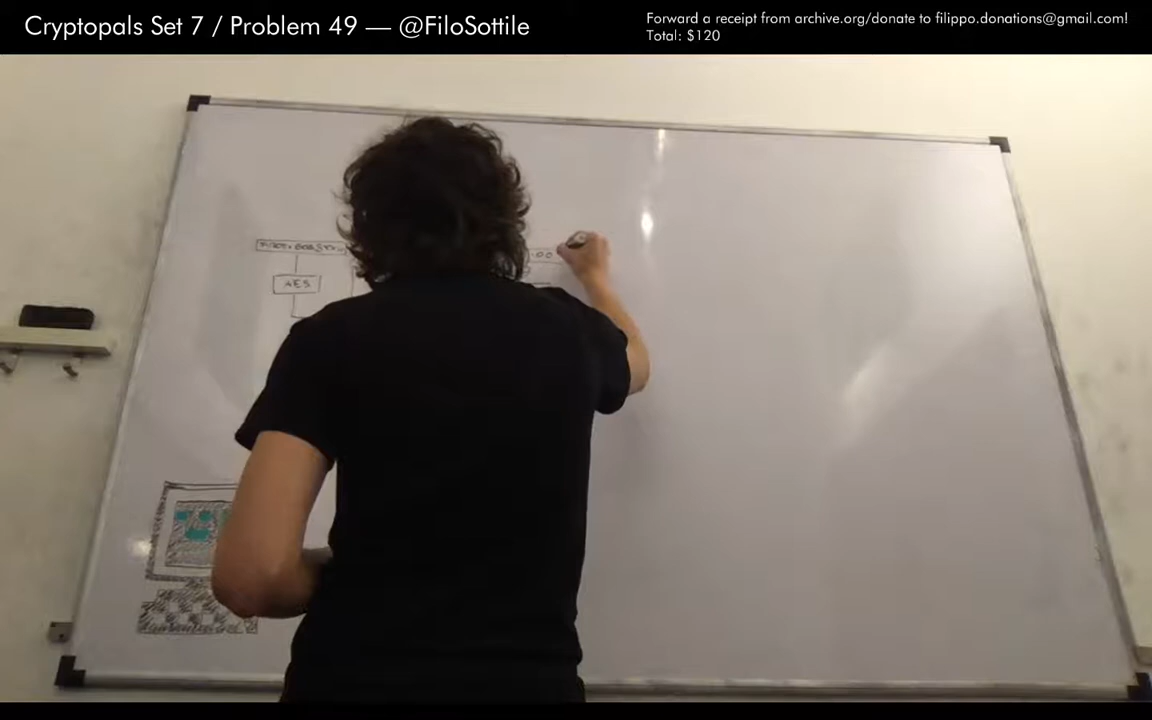 Cryptopals Set 7 / Problem 49 — @FiloSottile
Forward a receipt from archive.org/donate to filippo.donations@gmail.com!
Total: $120
AES